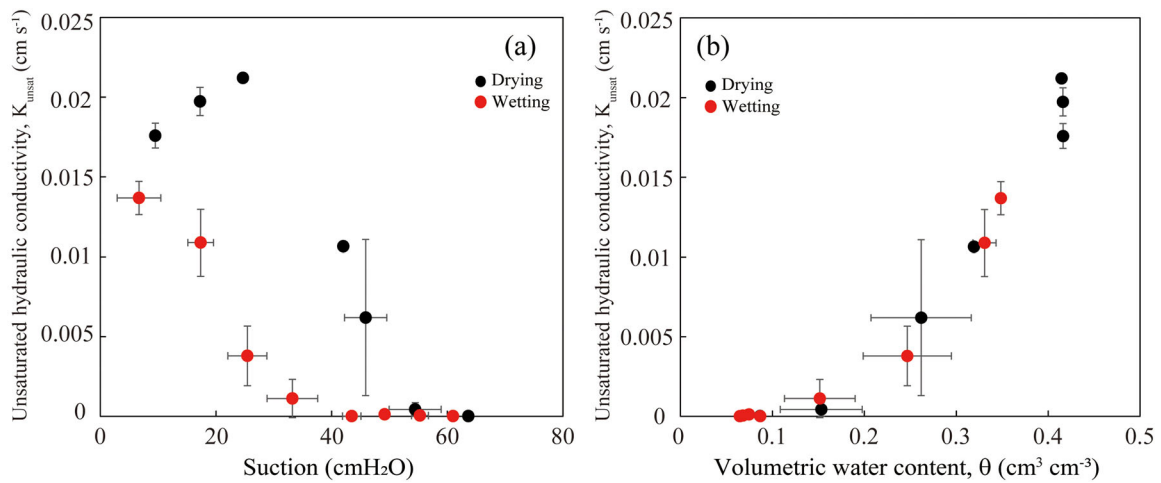 Unsaturated hydraulic conductivity, Kunsat (cm s⁻¹)
0.025
0.02
0.015
0.01
0.005
0
0
20
40
60
80
Suction (cmH₂O)
(a)
Drying
Wetting
Unsaturated hydraulic conductivity, Kunsat (cm s⁻¹)
0.025
0.02
0.015
0.01
0.005
0
0
0.1
0.2
0.3
0.4
0.5
Volumetric water content, θ (cm³ cm⁻³)
(b)
Drying
Wetting